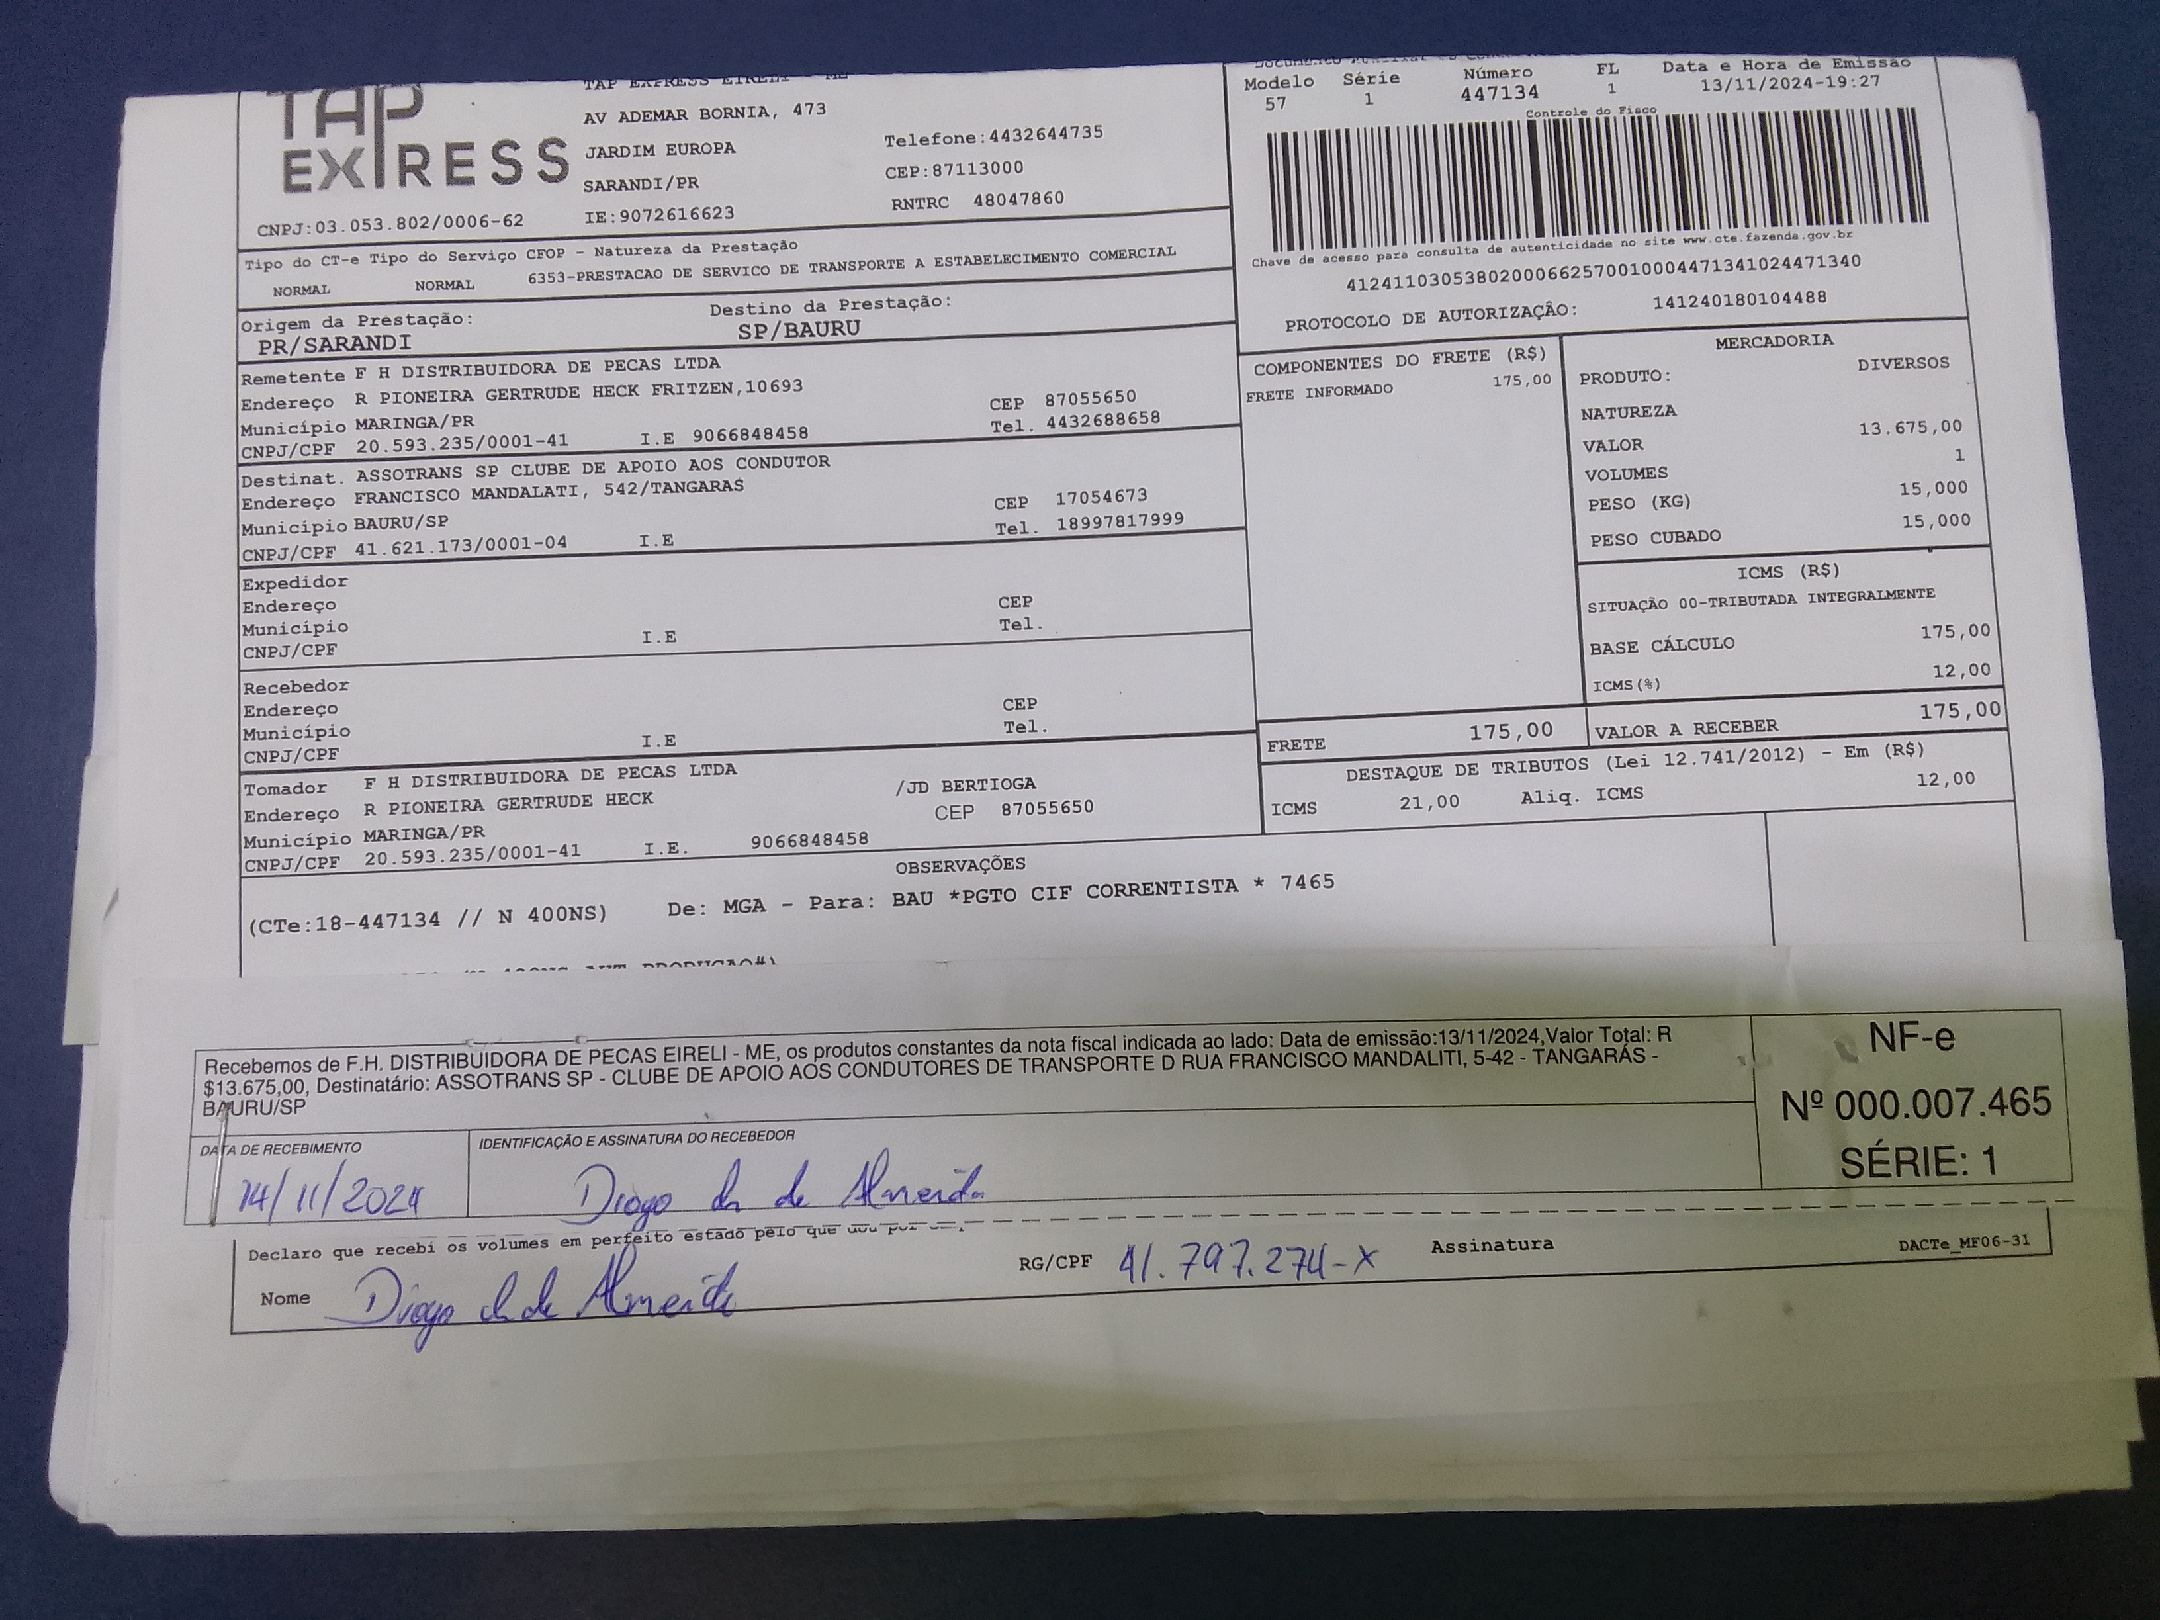 TAP EXPRESS EIRELI - ME
TAP
EXPRESS
AV ADEMAR BORNIA, 473
JARDIM EUROPA Telefone:4432644735
SARANDI/PR CEP:87113000
CNPJ:03.053.802/0006-62 IE:9072616623 RNTRC 48047860
Modelo Série Número FL Data e Hora de Emissão
57 1 447134 1 13/11/2024-19:27
Controle do Fisco
Chave de acesso para consulta de autenticidade no site www.cte.fazenda.gov.br
41241103053802000662570010004471341024471340
PROTOCOLO DE AUTORIZAÇÃO: 141240180104488
Tipo do CT-e Tipo do Serviço CFOP - Natureza da Prestação
NORMAL NORMAL 6353-PRESTACAO DE SERVICO DE TRANSPORTE A ESTABELECIMENTO COMERCIAL
Origem da Prestação: Destino da Prestação:
PR/SARANDI SP/BAURU
Remetente F H DISTRIBUIDORA DE PECAS LTDA
Endereço R PIONEIRA GERTRUDE HECK FRITZEN,10693 CEP 87055650
Município MARINGA/PR Tel. 4432688658
CNPJ/CPF 20.593.235/0001-41 I.E 9066848458
Destinat. ASSOTRANS SP CLUBE DE APOIO AOS CONDUTOR
Endereço FRANCISCO MANDALATI, 542/TANGARAS CEP 17054673
Município BAURU/SP Tel. 18997817999
CNPJ/CPF 41.621.173/0001-04 I.E
Expedidor
Endereço CEP
Município Tel.
CNPJ/CPF I.E
Recebedor
Endereço CEP
Município Tel.
CNPJ/CPF I.E
Tomador F H DISTRIBUIDORA DE PECAS LTDA
Endereço R PIONEIRA GERTRUDE HECK /JD BERTIOGA
Município MARINGA/PR CEP 87055650
CNPJ/CPF 20.593.235/0001-41 I.E. 9066848458
COMPONENTES DO FRETE (R$)
FRETE INFORMADO 175,00
MERCADORIA
PRODUTO: DIVERSOS
NATUREZA
VALOR 13.675,00
VOLUMES 1
PESO (KG) 15,000
PESO CUBADO 15,000
ICMS (R$)
SITUAÇÃO 00-TRIBUTADA INTEGRALMENTE
BASE CÁLCULO 175,00
ICMS(%) 12,00
FRETE 175,00 VALOR A RECEBER 175,00
DESTAQUE DE TRIBUTOS (Lei 12.741/2012) - Em (R$)
ICMS 21,00 Aliq. ICMS 12,00
OBSERVAÇÕES
(CTe:18-447134 // N 400NS) De: MGA - Para: BAU *PGTO CIF CORRENTISTA * 7465
Recebemos de F.H. DISTRIBUIDORA DE PECAS EIRELI - ME, os produtos constantes da nota fiscal indicada ao lado: Data de emissão:13/11/2024,Valor Total: R
$13.675,00, Destinatário: ASSOTRANS SP - CLUBE DE APOIO AOS CONDUTORES DE TRANSPORTE D RUA FRANCISCO MANDALITI, 5-42 - TANGARÁS -
BAURU/SP
NF-e
Nº 000.007.465
SÉRIE: 1
DATA DE RECEBIMENTO IDENTIFICAÇÃO E ASSINATURA DO RECEBEDOR
14/11/2024 Diogo de Almeida
Declaro que recebi os volumes em perfeito estado pelo que dou por
Nome Diogo de Almeida RG/CPF 41.797.274-X Assinatura DACTe_MF06-31